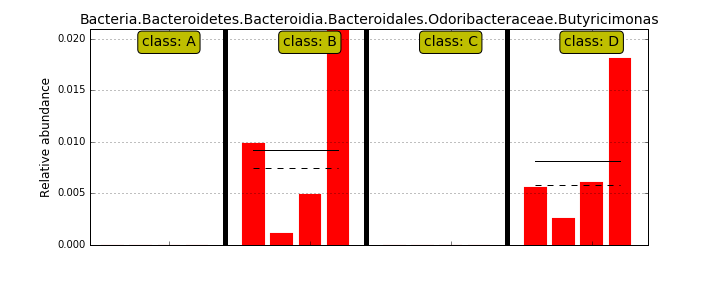 Bacteria.Bacteroidetes.Bacteroidia.Bacteroidales.Odoribacteraceae.Butyricimonas
class: A
class: B
class: C
class: D
Relative abundance
0.020
0.015
0.010
0.005
0.000